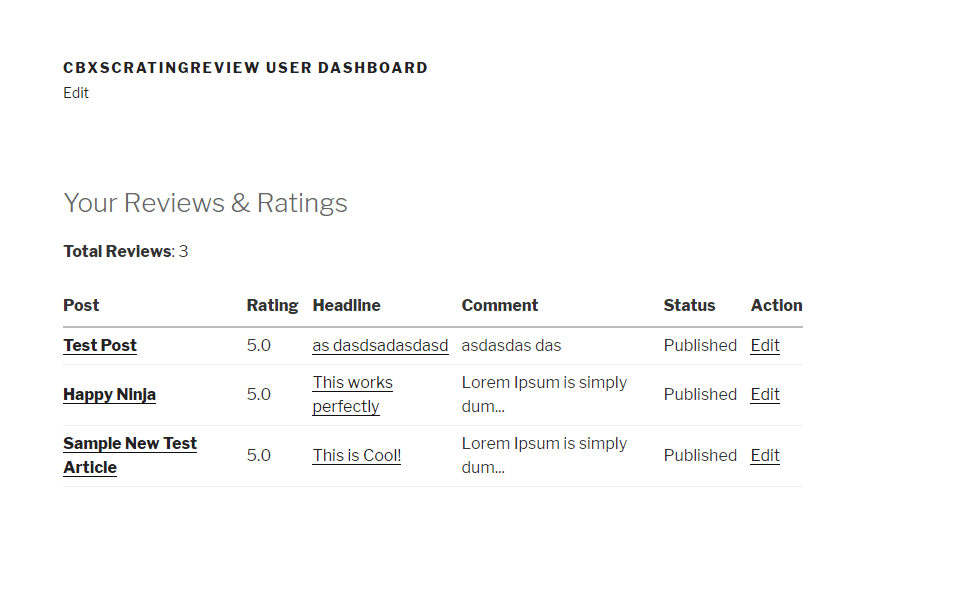 CBXSCRATINGREVIEW USER DASHBOARD
Edit
Your Reviews & Ratings
Total Reviews: 3
Post Rating Headline Comment Status Action
Test Post 5.0 as dasdsadasdasd asdasdas das Published Edit
Happy Ninja 5.0 This works perfectly Lorem Ipsum is simply dum... Published Edit
Sample New Test Article 5.0 This is Cool! Lorem Ipsum is simply dum... Published Edit